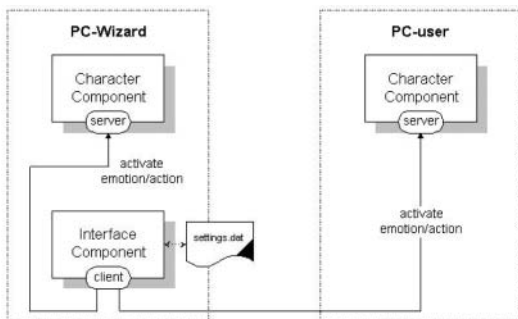 PC-Wizard
PC-user
Character
Component
server
Character
Component
server
activate
emotion/action
activate
emotion/action
Interface
Component
client
settings.dat